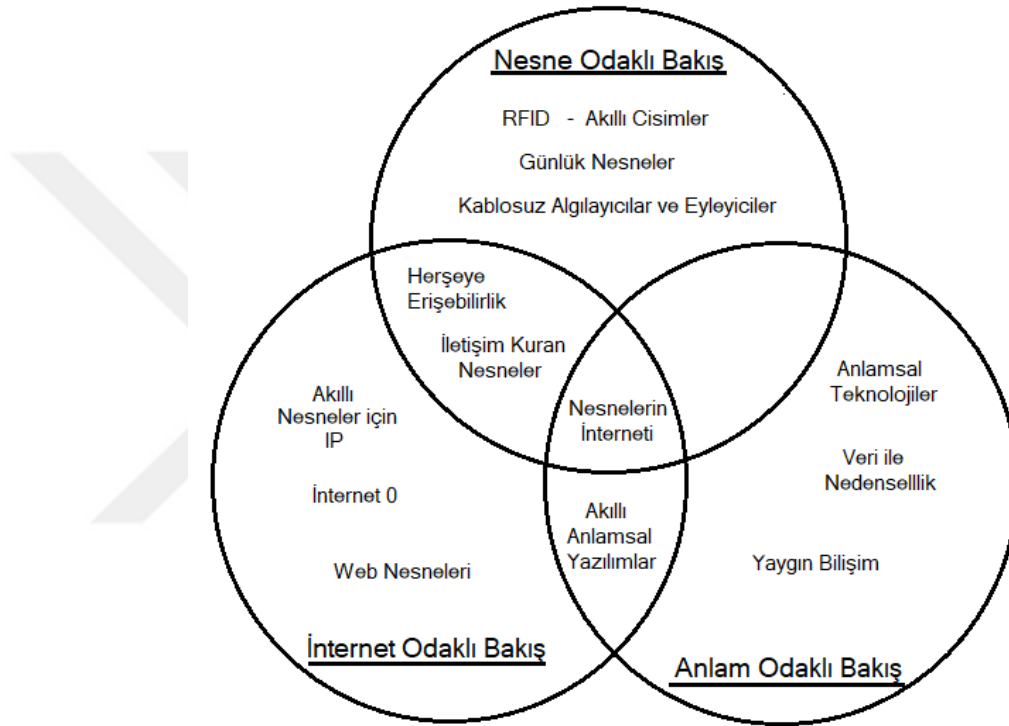 Nesne Odaklı Bakış
RFID - Akıllı Cisimler
Günlük Nesneler
Kablosuz Algılayıcılar ve Eyleyiciler
Herşeye
Erişebilirlik
İletişim Kuran
Nesneler
Nesnelerin
İnterneti
Akıllı
Nesneler için
IP
İnternet 0
Web Nesneleri
İnternet Odaklı Bakış
Akıllı
Anlamsal
Yazılımlar
Anlamsal
Teknolojiler
Veri ile
Nedenselllik
Yaygın Bilişim
Anlam Odaklı Bakış